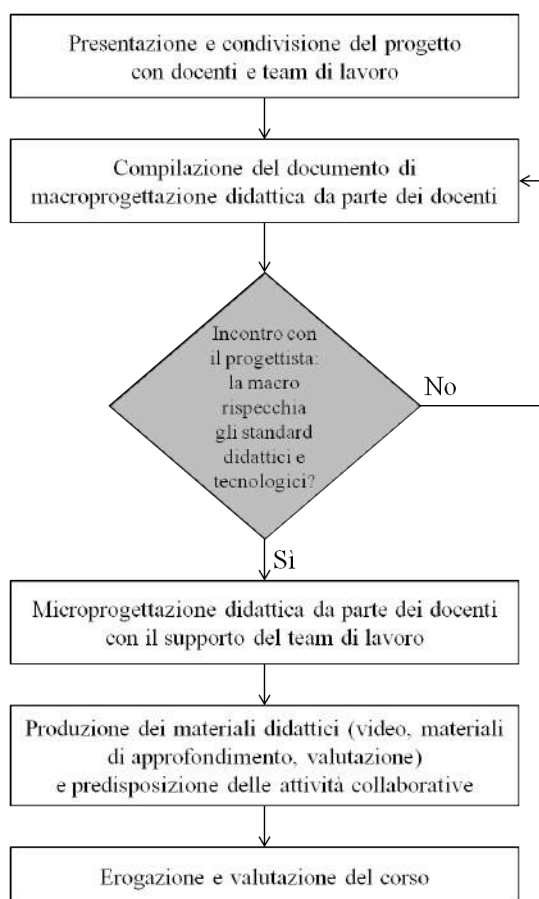 Presentazione e condivisione del progetto
con docenti e team di lavoro
Compilazione del documento di
macroprogettazione didattica da parte dei docenti
Incontro con
il progettista:
la macro
rispecchia
gli standard
didattici e
tecnologici?
No
Sì
Microprogettazione didattica da parte dei docenti
con il supporto del team di lavoro
Produzione dei materiali didattici (video, materiali
di approfondimento, valutazione)
e predisposizione delle attività collaborative
Erogazione e valutazione del corso